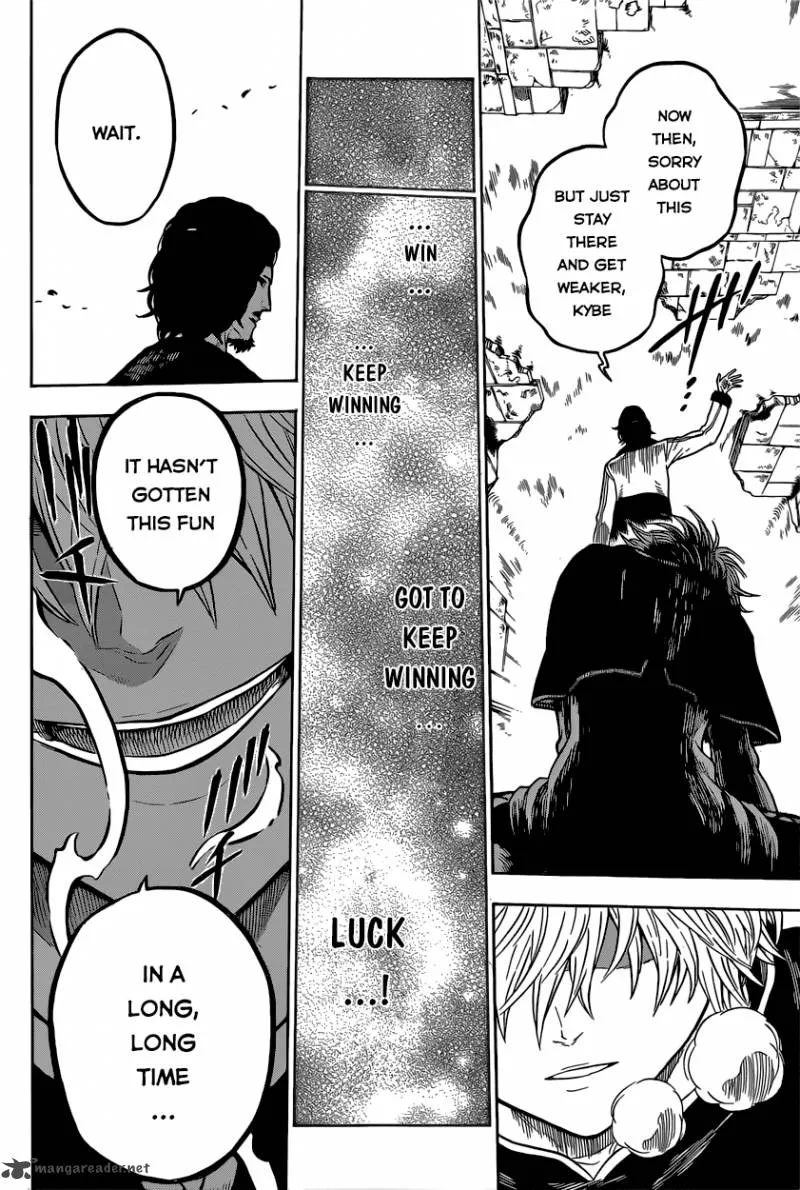 NOW
THEN,
SORRY
ABOUT
THIS
BUT JUST
STAY
THERE
AND GET
WEAKER,
KYBE
...
WIN
...
...
KEEP
WINNING
...
GOT TO
KEEP
WINNING
...
LUCK
...!
WAIT.
IT HASN'T
GOTTEN
THIS FUN
IN A
LONG,
LONG
TIME
...
mangareader.net